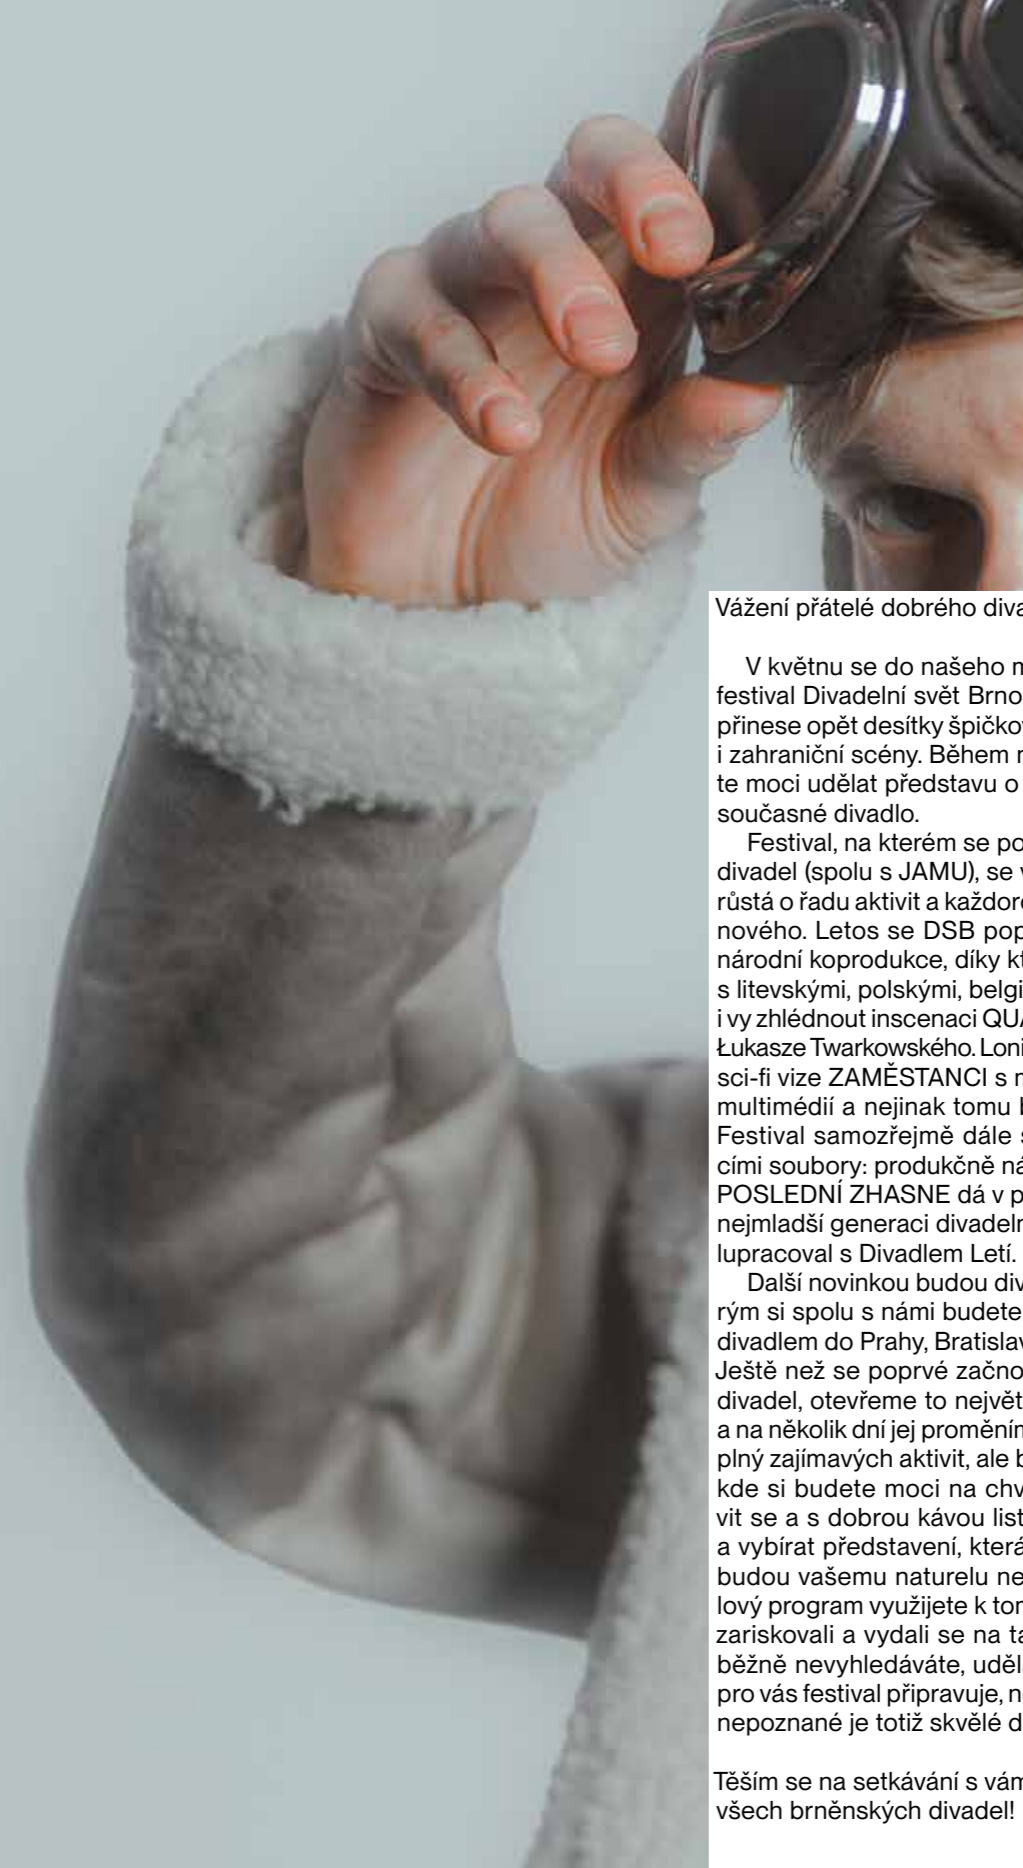 Vážení přátelé dobrého diva
V květnu se do našeho m
festival Divadelní svět Brno
přinese opět desítky špičko
i zahraniční scény. Během
te moci udělat představu o
současné divadlo.
Festival, na kterém se po
divadel (spolu s JAMU), se v
růstá o řadu aktivit a každoro
nového. Letos se DSB pop
národní koprodukce, díky kt
s litevskými, polskými, belgi
i vy zhlédnout inscenaci QUA
Łukasze Twarkowského. Loni
sci-fi vize ZAMĚSTANCI s
multimédií a nejinak tomu
Festival samozřejmě dále s
cími soubory: produkčně ná
POSLEDNÍ ZHASNE dá v p
nejmladší generaci divadel
lupracoval s Divadlem Letí.
Další novinkou budou div
rým si spolu s námi budete
divadlem do Prahy, Bratislav
Ještě než se poprvé začno
divadel, otevřeme to největ
a na několik dní jej proměním
plný zajímavých aktivit, ale b
kde si budete moci na chv
vit se a s dobrou kávou list
a vybírat představení, která
budou vašemu naturelu ne
lový program využijete k tom
zariskovali a vydali se na ta
běžně nevyhledáváte, uděl
pro vás festival připravuje, n
nepoznané je totiž skvělé d
Těším se na setkávání s vám
všech brněnských divadel!